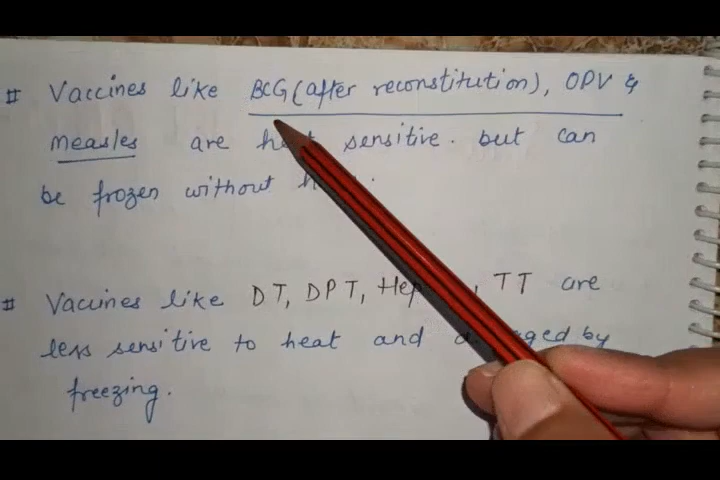 # Vaccines like BCG (after reconstitution), OPV &
measles are sensitive. but can
be frozen without
# Vaccines like DT, DPT, TT are
less sensitive to heat and by
freezing.